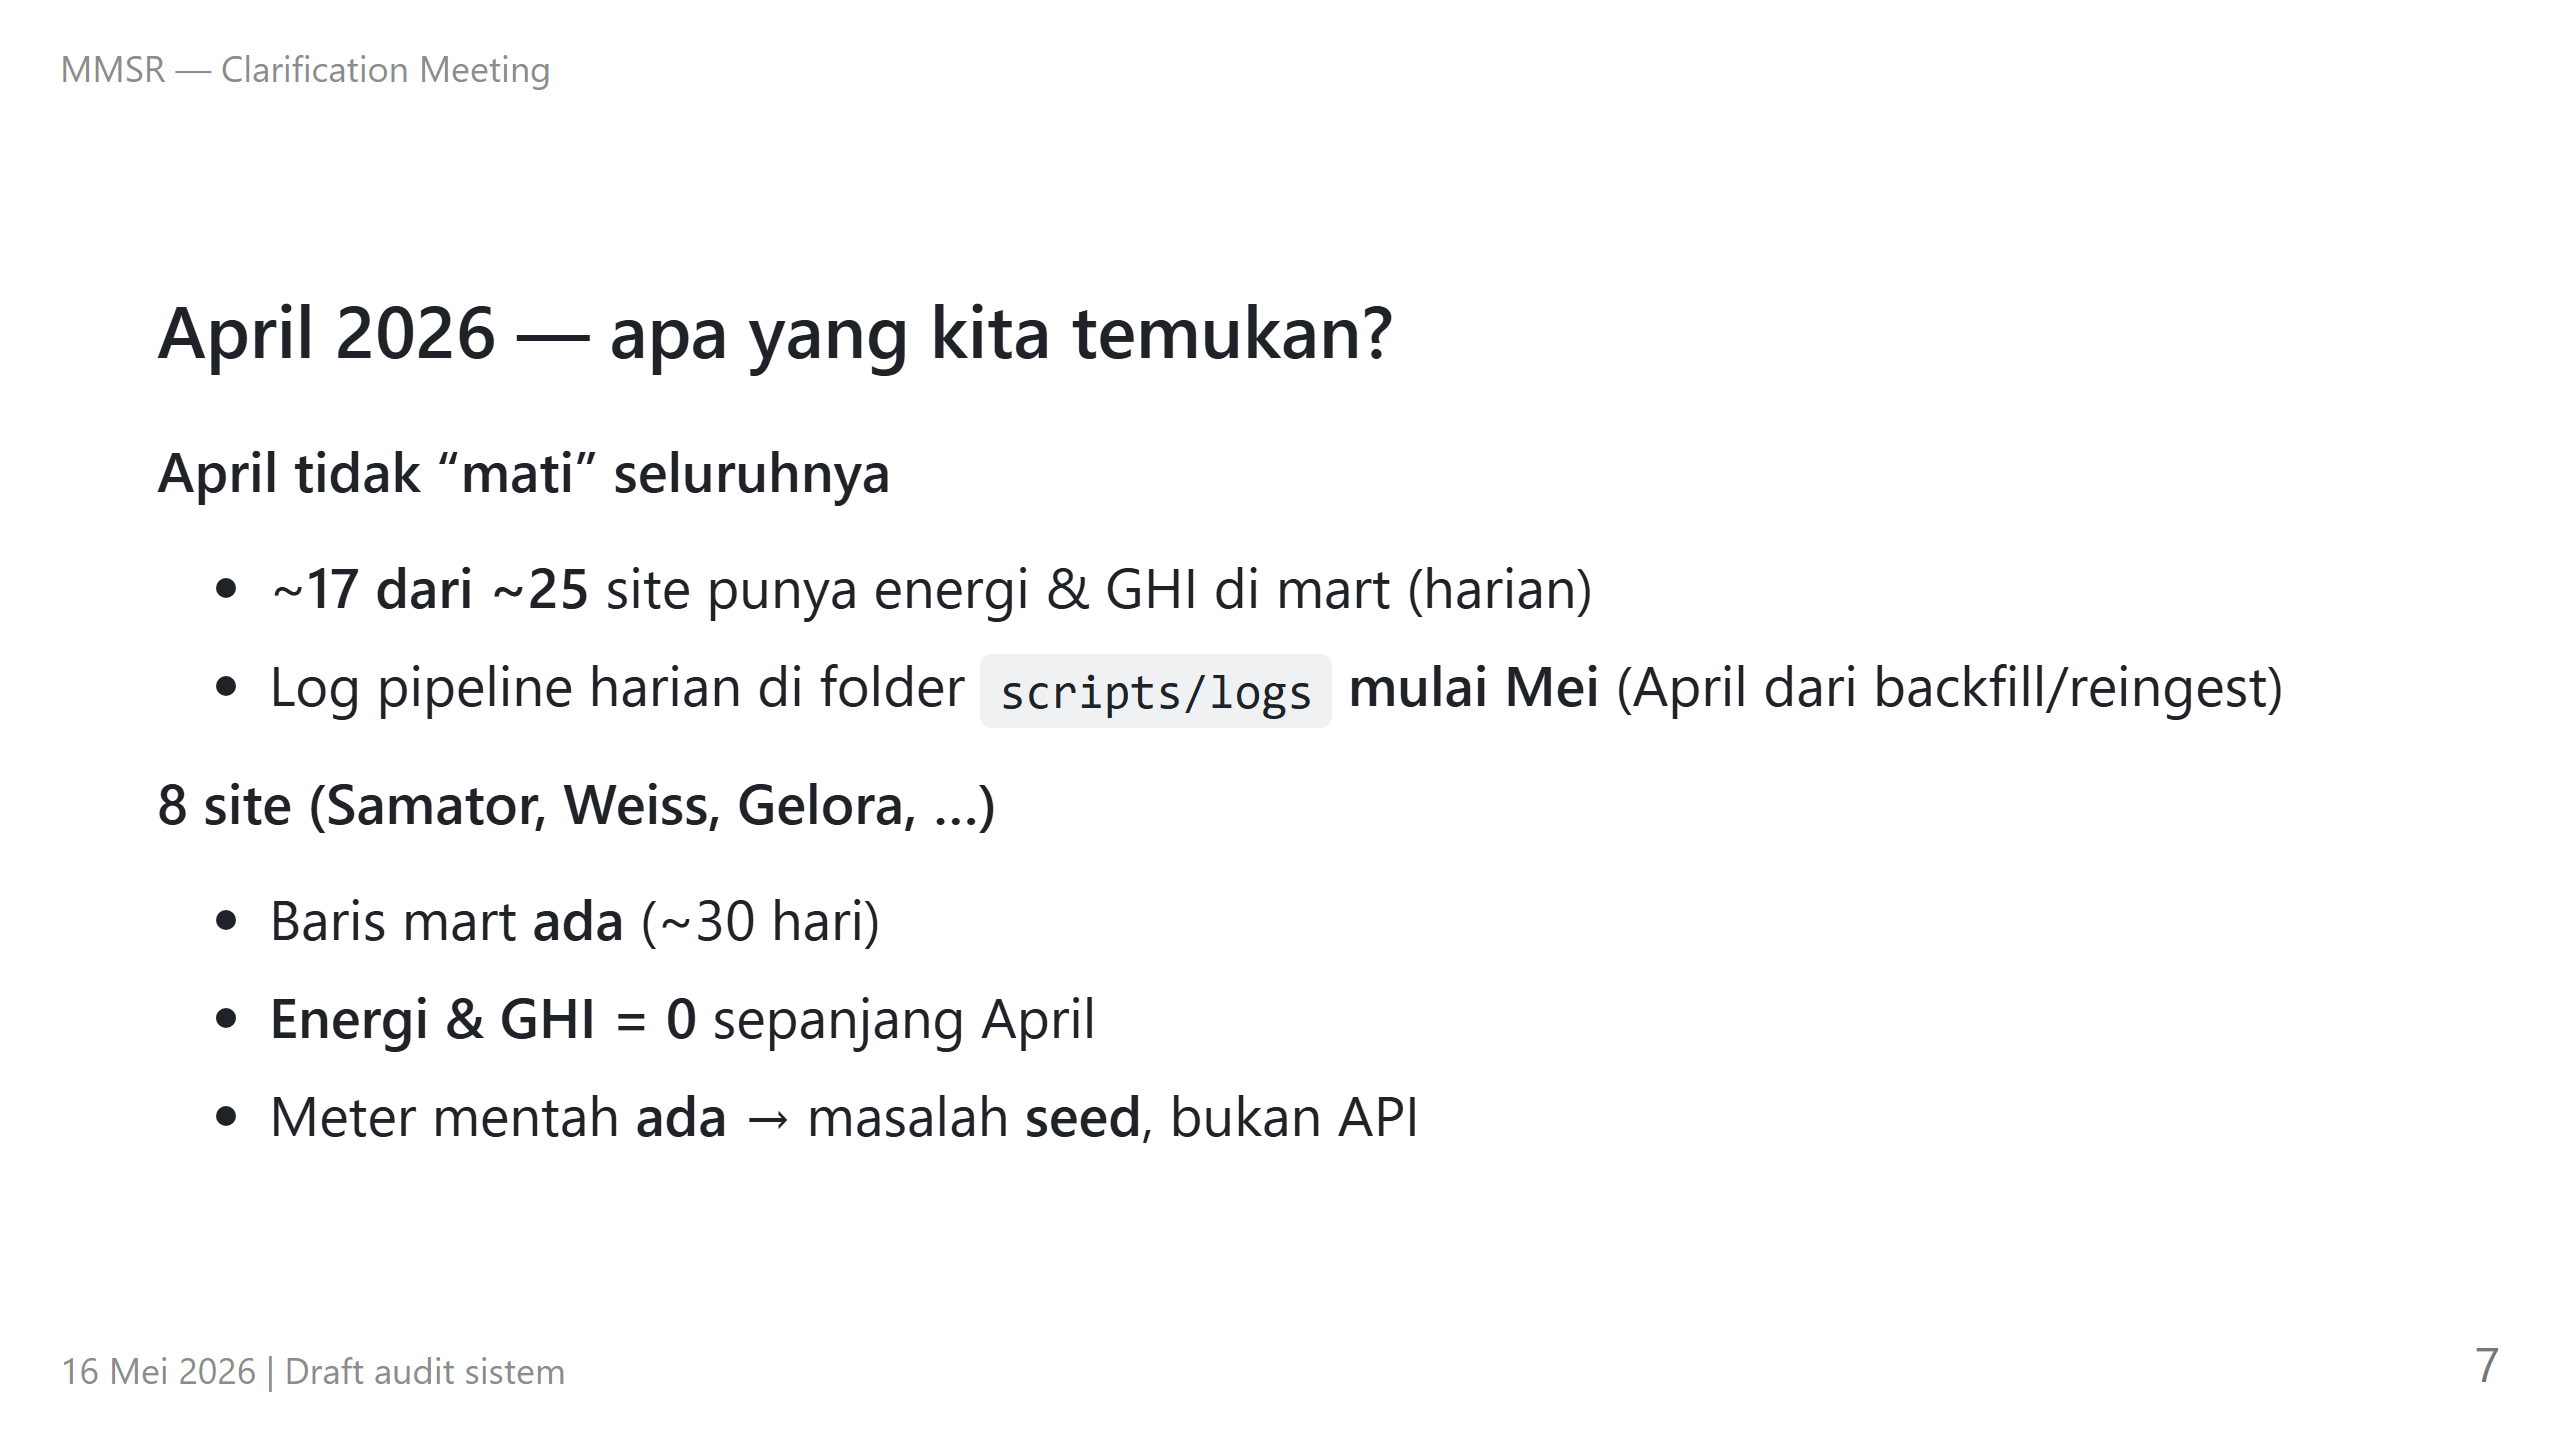 MMSR — Clarification Meeting
April 2026 — apa yang kita temukan?
April tidak “mati” seluruhnya
• ~17 dari ~25 site punya energi & GHI di mart (harian)
• Log pipeline harian di folder scripts/logs mulai Mei (April dari backfill/reingest)
8 site (Samator, Weiss, Gelora, …)
• Baris mart ada (~30 hari)
• Energi & GHI = 0 sepanjang April
• Meter mentah ada → masalah seed, bukan API
16 Mei 2026 | Draft audit sistem
7